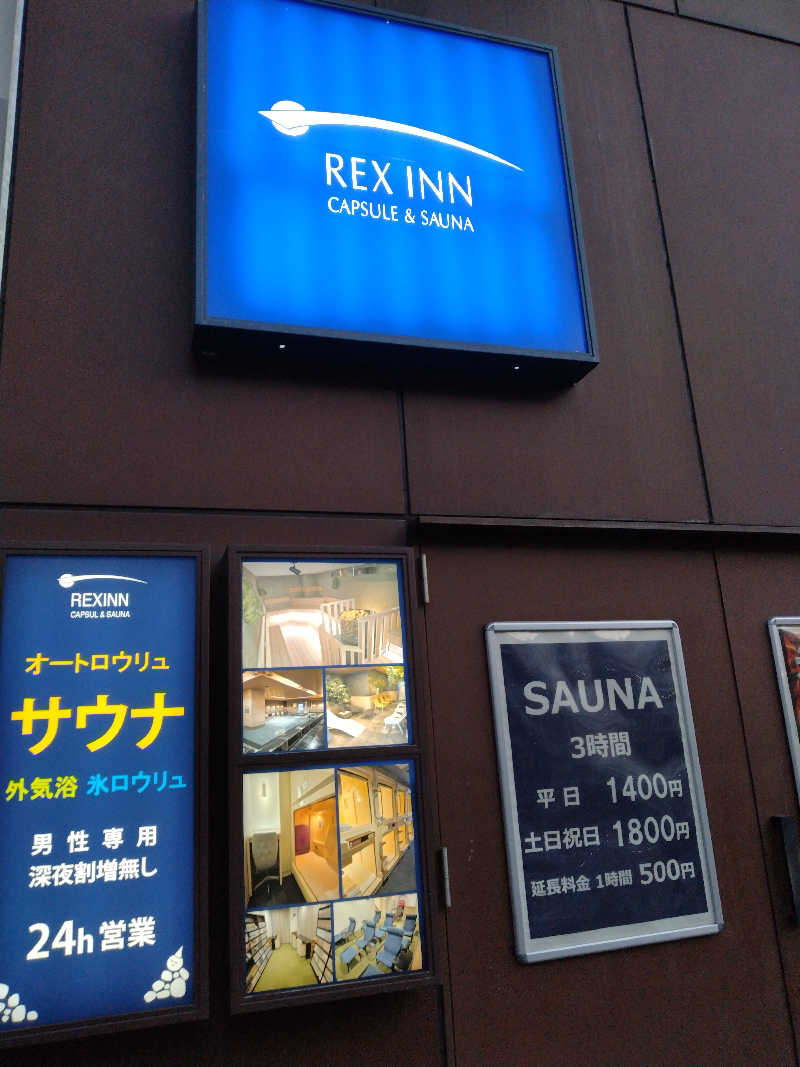 REX INN
CAPSULE & SAUNA
REXINN
CAPSUL & SAUNA
オートロウリュ
サウナ
外気浴 氷ロウリュ
男性専用
深夜割増無し
24h営業
SAUNA
3時間
平日 1400円
土日祝日 1800円
延長料金 1時間 500円